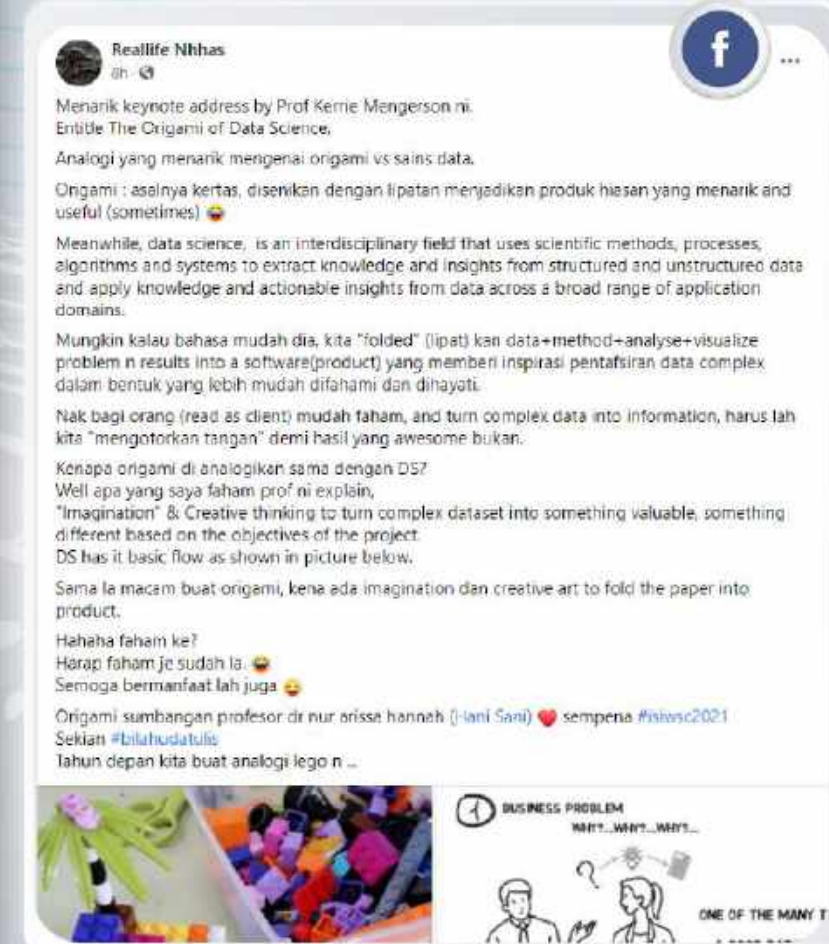 Reallife Nhhas
8h
f
Menarik keynote address by Prof Kerrie Mengerson ni.
Entitle The Origami of Data Science,
Analogi yang menarik mengenai origami vs sains data.
Origami : asalnya kertas, disenikan dengan lipatan menjadikan produk hiasan yang menarik and
useful (sometimes) 😂
Meanwhile, data science, is an interdisciplinary field that uses scientific methods, processes,
algorithms and systems to extract knowledge and insights from structured and unstructured data
and apply knowledge and actionable insights from data across a broad range of application
domains.
Mungkin kalau bahasa mudah dia, kita "folded" (lipat) kan data+method+analyse+visualize
problem n results into a software(product) yang memberi inspirasi pentafsiran data complex
dalam bentuk yang lebih mudah difahami dan dihayati.
Nak bagi orang (read as client) mudah faham, and turn complex data into information, harus lah
kita "mengotorkan tangan" demi hasil yang awesome bukan.
Kenapa origami di analogikan sama dengan DS?
Well apa yang saya faham prof ni explain,
"Imagination" & Creative thinking to turn complex dataset into something valuable, something
different based on the objectives of the project.
DS has it basic flow as shown in picture below.
Sama la macam buat origami, kena ada imagination dan creative art to fold the paper into
product.
Hahaha faham ke?
Harap faham je sudah la. 😂
Semoga bermanfaat lah juga 😜
Origami sumbangan profesor dr nur arissa hannah (Hani Sani) ❤️ sempena #isiwsc2021
Sekian #bilahudatulis
Tahun depan kita buat analogi lego n ...
1 BUSINESS PROBLEM
WHY?...WHY?...WHY?...
?
ONE OF THE MANY T